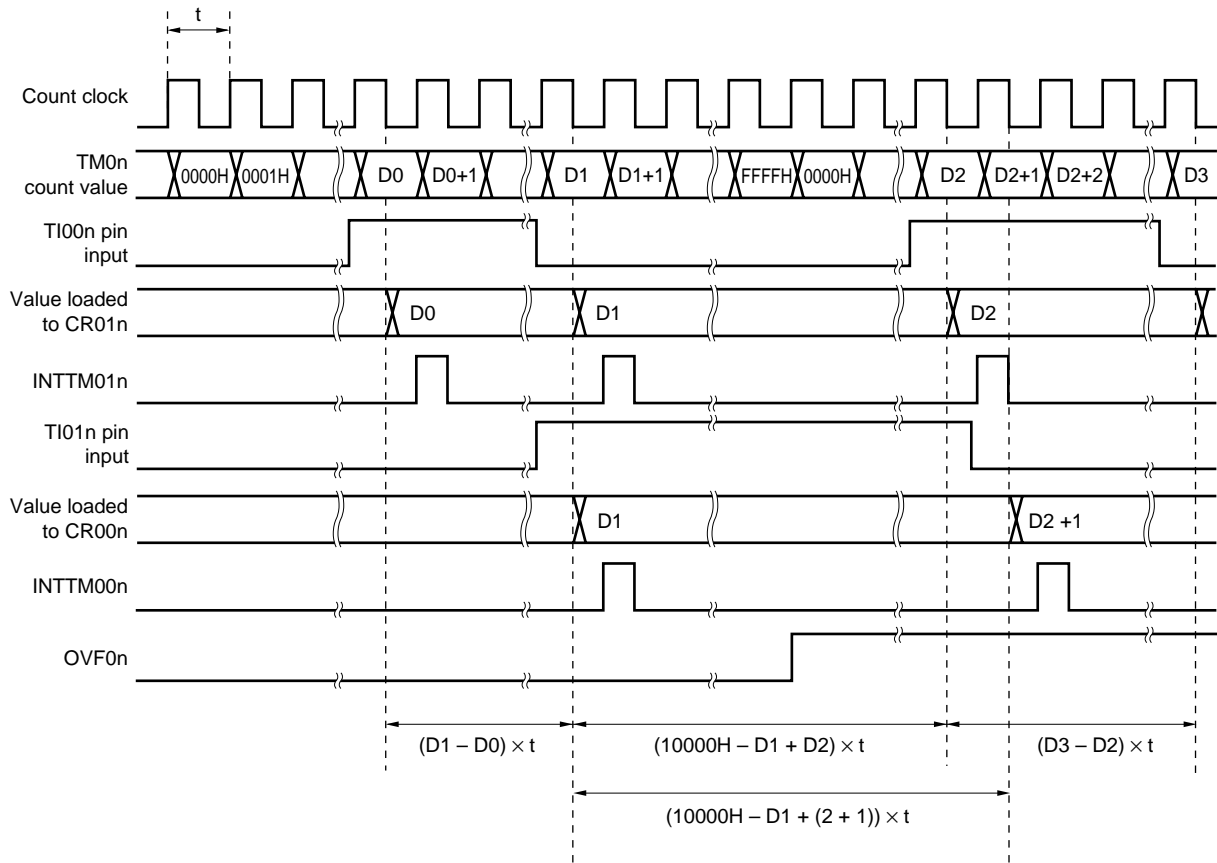 t
Count clock
TM0n
count value
0000H 0001H D0 D0+1 D1 D1+1 FFFFH 0000H D2 D2+1 D2+2 D3
TI00n pin
input
Value loaded
to CR01n
D0 D1 D2
INTTM01n
TI01n pin
input
Value loaded
to CR00n
D1 D2 +1
INTTM00n
OVF0n
(D1 – D0) × t (10000H – D1 + D2) × t (D3 – D2) × t
(10000H – D1 + (2 + 1)) × t